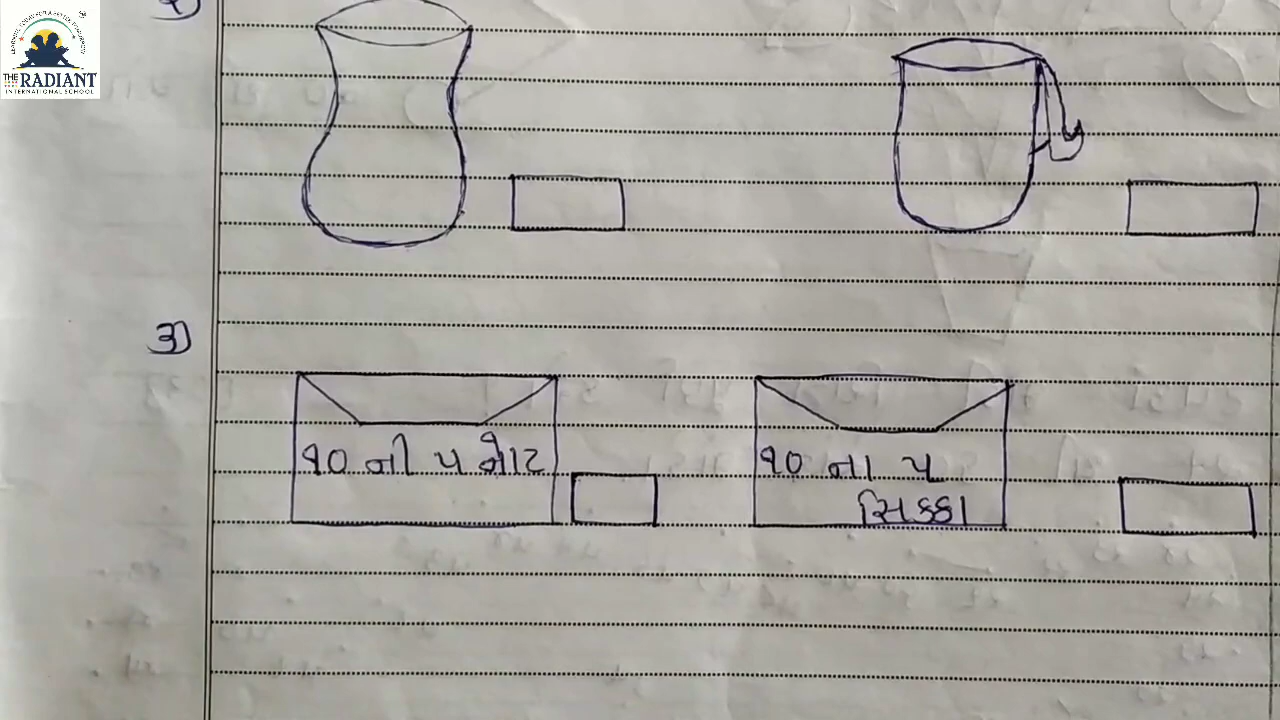 THE RADIANT
INTERNATIONAL SCHOOL
૩)
૧૦ ની ૫ નોટ
૧૦ ના ૫
સિક્કા